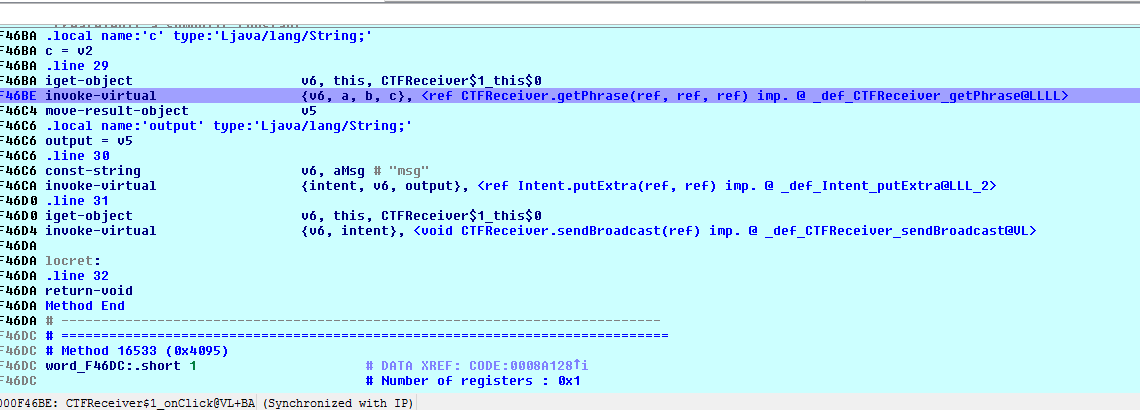 F46BA .local name:'c' type:'Ljava/lang/String;'
F46BA c = v2
F46BA .line 29
F46BA iget-object v6, this, CTFReceiver$1_this$0
F46BE invoke-virtual {v6, a, b, c}, <ref CTFReceiver.getPhrase(ref, ref, ref) imp. @ _def_CTFReceiver_getPhrase@LLLL>
F46C4 move-result-object v5
F46C6 .local name:'output' type:'Ljava/lang/String;'
F46C6 output = v5
F46C6 .line 30
F46C6 const-string v6, aMsg # "msg"
F46CA invoke-virtual {intent, v6, output}, <ref Intent.putExtra(ref, ref) imp. @ _def_Intent_putExtra@LLL_2>
F46D0 .line 31
F46D0 iget-object v6, this, CTFReceiver$1_this$0
F46D4 invoke-virtual {v6, intent}, <void CTFReceiver.sendBroadcast(ref) imp. @ _def_CTFReceiver_sendBroadcast@VL>
F46DA
F46DA locret:
F46DA .line 32
F46DA return-void
F46DA Method End
F46DA # ---------------------------------------------------------------------------
F46DC # ===========================================================================
F46DC # Method 16533 (0x4095)
F46DC word_F46DC:.short 1 # DATA XREF: CODE:0008A128↑i
F46DC # Number of registers : 0x1
000F46BE: CTFReceiver$1_onClick@VL+BA (Synchronized with IP)